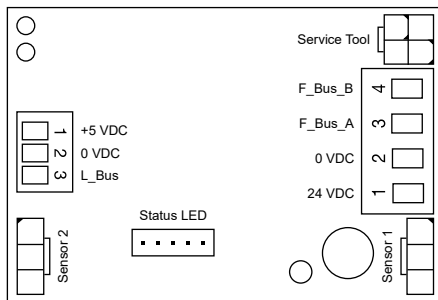 Service Tool
F_Bus_B 4
F_Bus_A 3
0 VDC 2
24 VDC 1
1 +5 VDC
2 0 VDC
3 L_Bus
Status LED
Sensor 2
Sensor 1